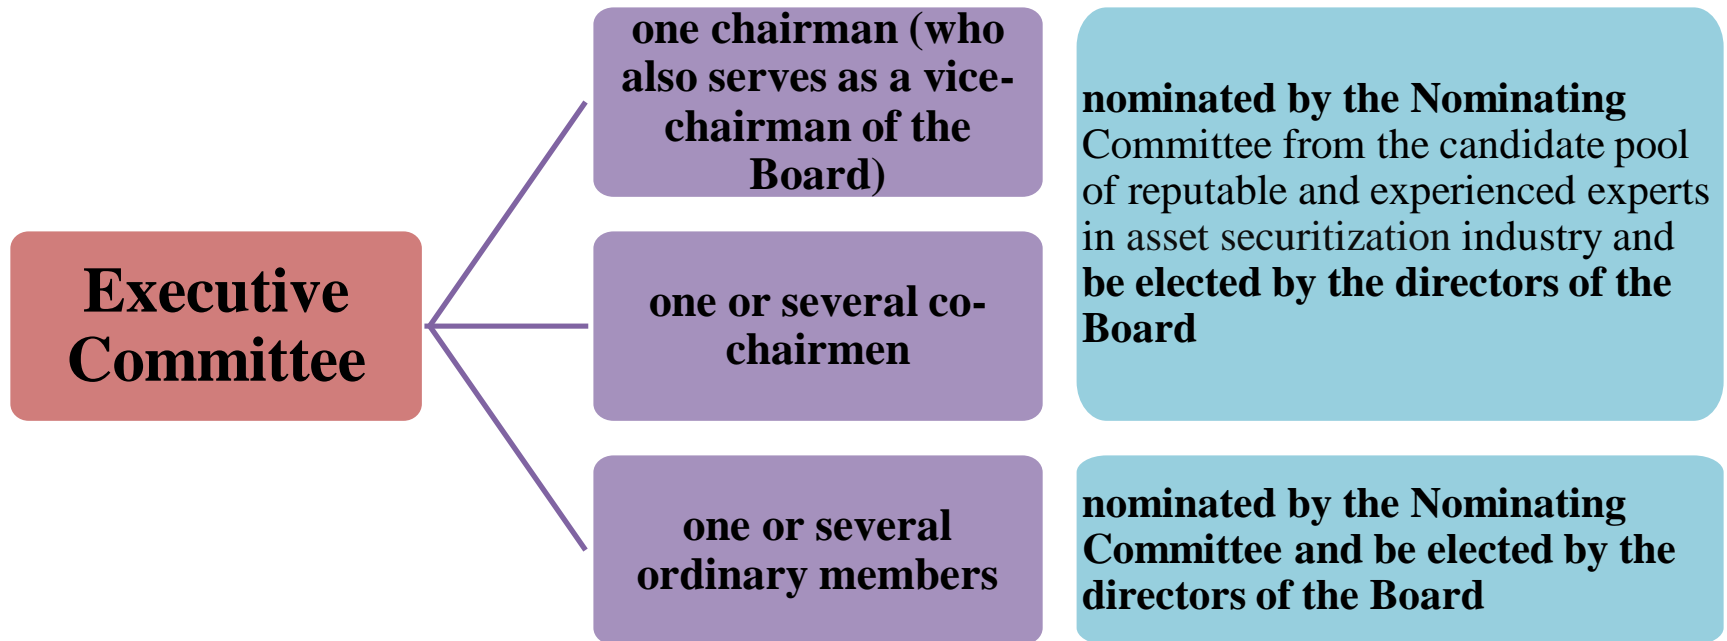 Executive
Committee
one chairman (who
also serves as a vice-
chairman of the
Board)
one or several co-
chairmen
one or several
ordinary members
nominated by the Nominating
Committee from the candidate pool
of reputable and experienced experts
in asset securitization industry and
be elected by the directors of the
Board
nominated by the Nominating
Committee and be elected by the
directors of the Board